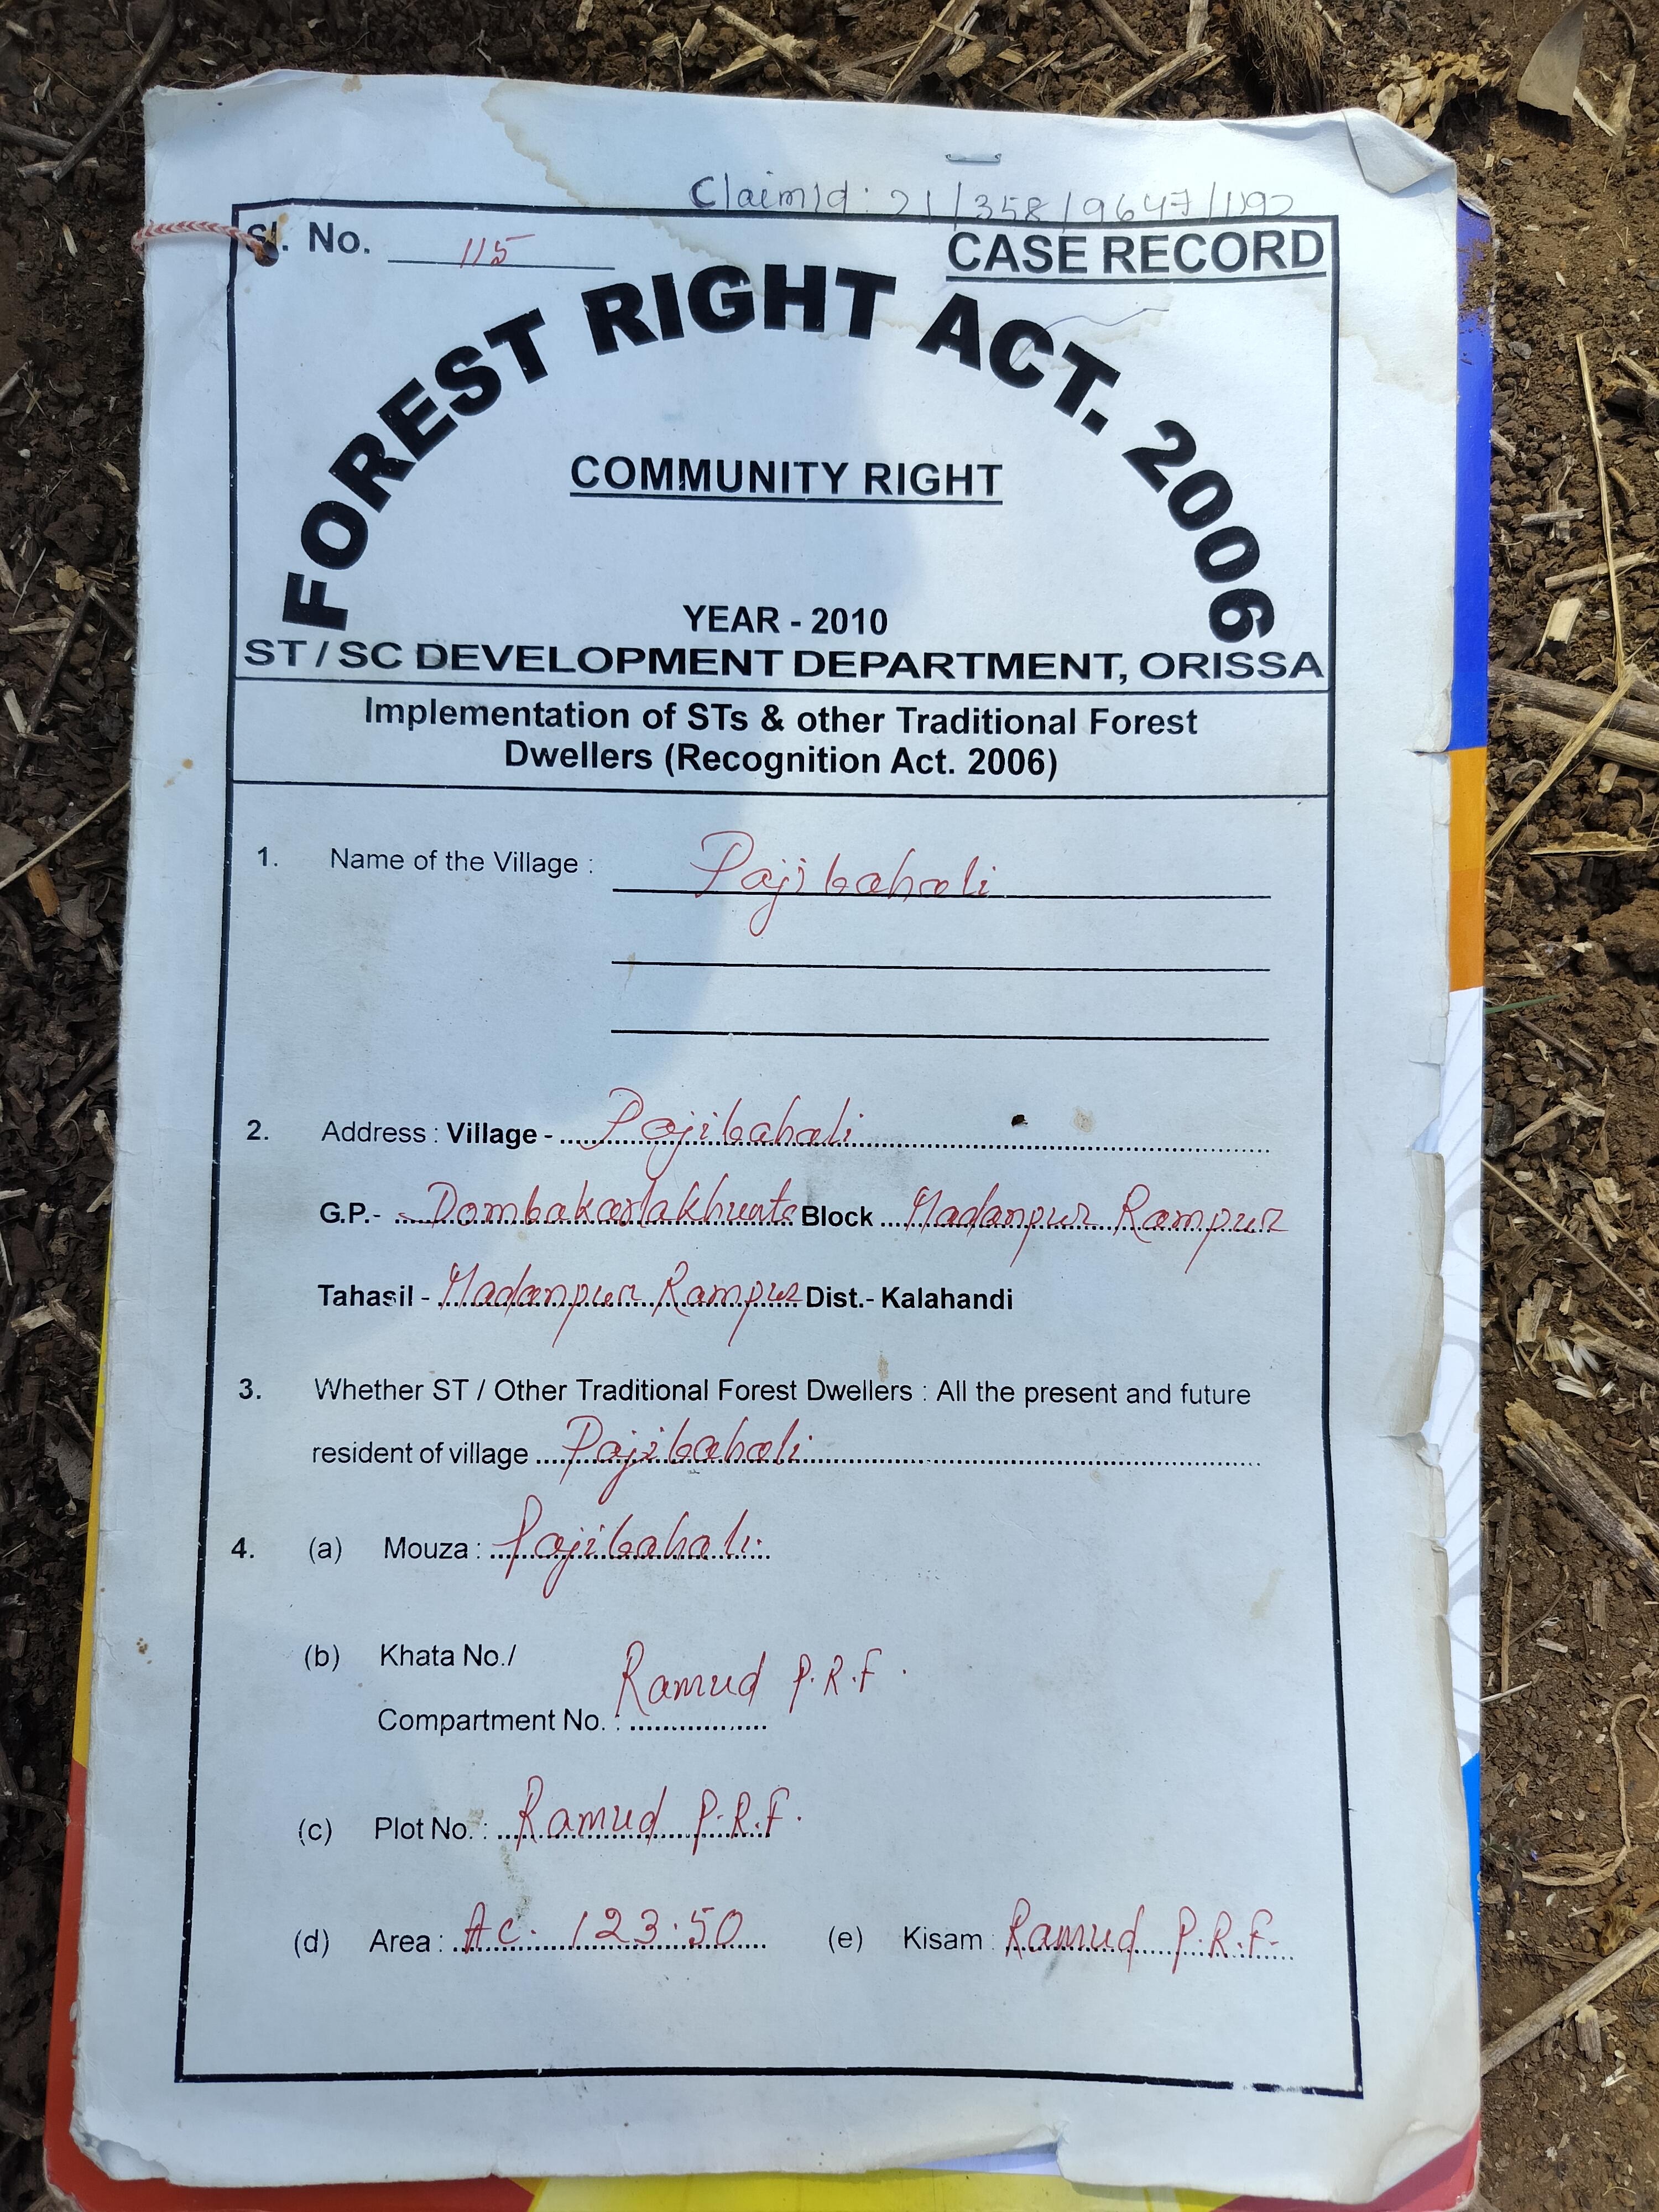 Claim Id : 21/358/9647/1192
Sl. No. 115
CASE RECORD
FOREST RIGHT ACT. 2006
COMMUNITY RIGHT
YEAR - 2010
ST / SC DEVELOPMENT DEPARTMENT, ORISSA
Implementation of STs & other Traditional Forest
Dwellers (Recognition Act. 2006)
1. Name of the Village : Pajibahali
2. Address : Village - Pajibahali
G.P.- Dombakarlakhunta Block Madanpur Rampur
Tahasil - Madanpur Rampur Dist.- Kalahandi
3. Whether ST / Other Traditional Forest Dwellers : All the present and future
resident of village Pajibahali
4. (a) Mouza : Pajibahali
(b) Khata No./
Compartment No. : Ramud P.R.F.
(c) Plot No. : Ramud P.R.F.
(d) Area : Ac. 123.50 (e) Kisam : Ramud P.R.F.